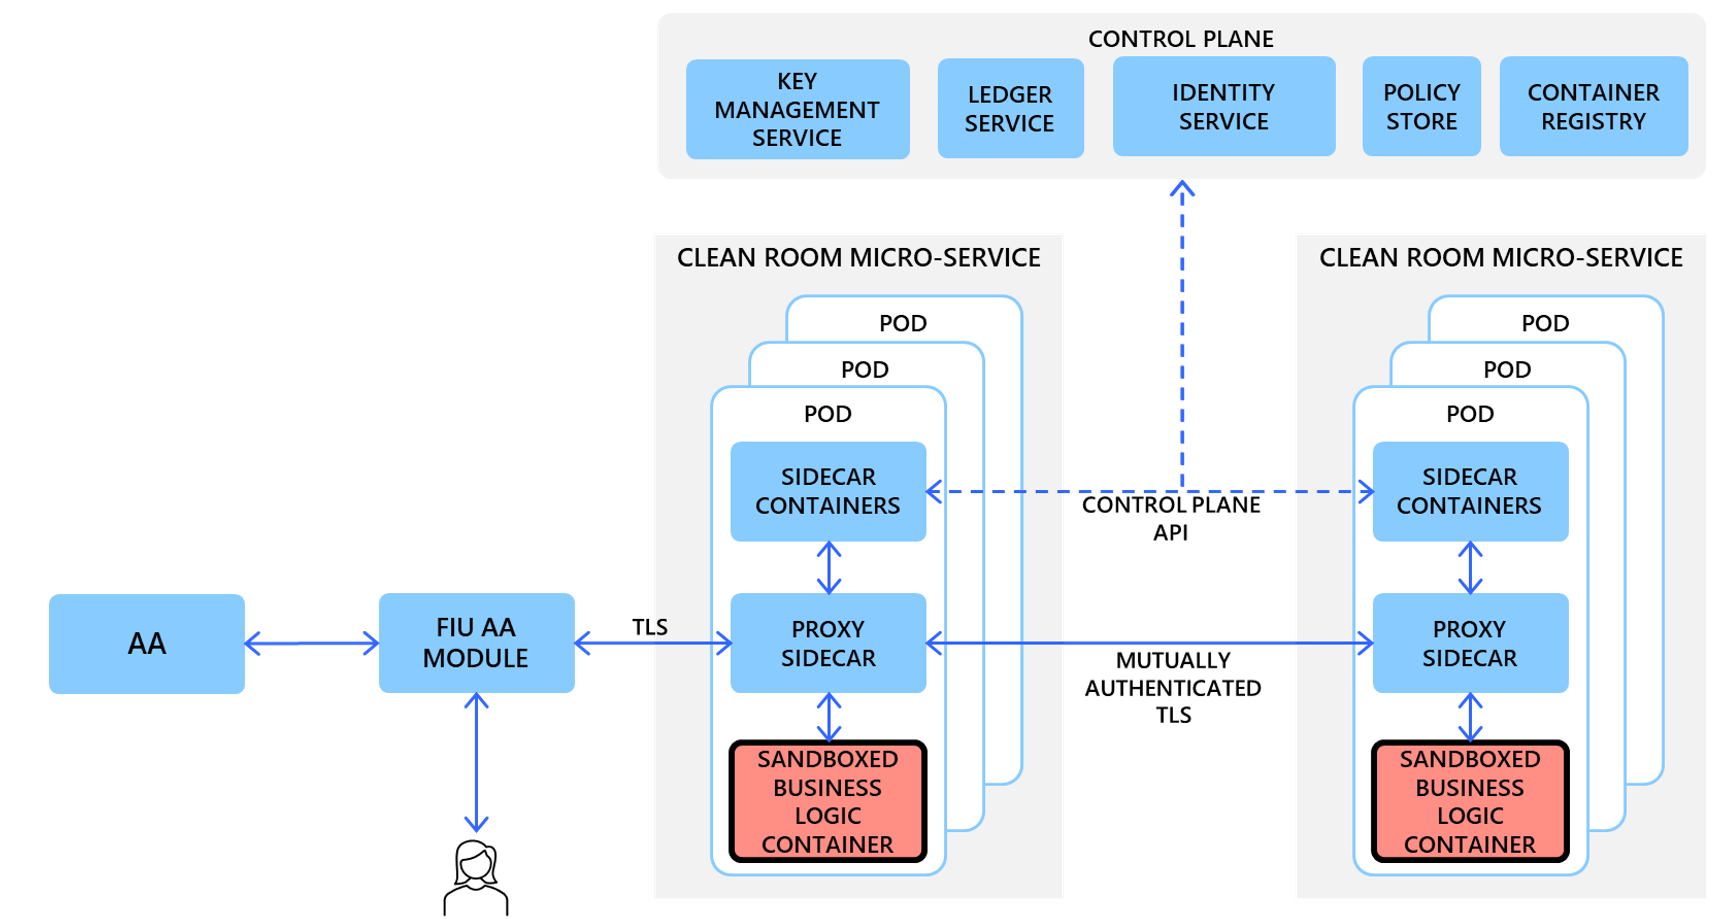 CONTROL PLANE
KEY
MANAGEMENT
SERVICE
LEDGER
SERVICE
IDENTITY
SERVICE
POLICY
STORE
CONTAINER
REGISTRY
CLEAN ROOM MICRO-SERVICE
POD
POD
POD
SIDECAR
CONTAINERS
PROXY
SIDECAR
SANDBOXED
BUSINESS
LOGIC
CONTAINER
CONTROL PLANE
API
MUTUALLY
AUTHENTICATED
TLS
CLEAN ROOM MICRO-SERVICE
POD
POD
POD
SIDECAR
CONTAINERS
PROXY
SIDECAR
SANDBOXED
BUSINESS
LOGIC
CONTAINER
AA
FIU AA
MODULE
TLS